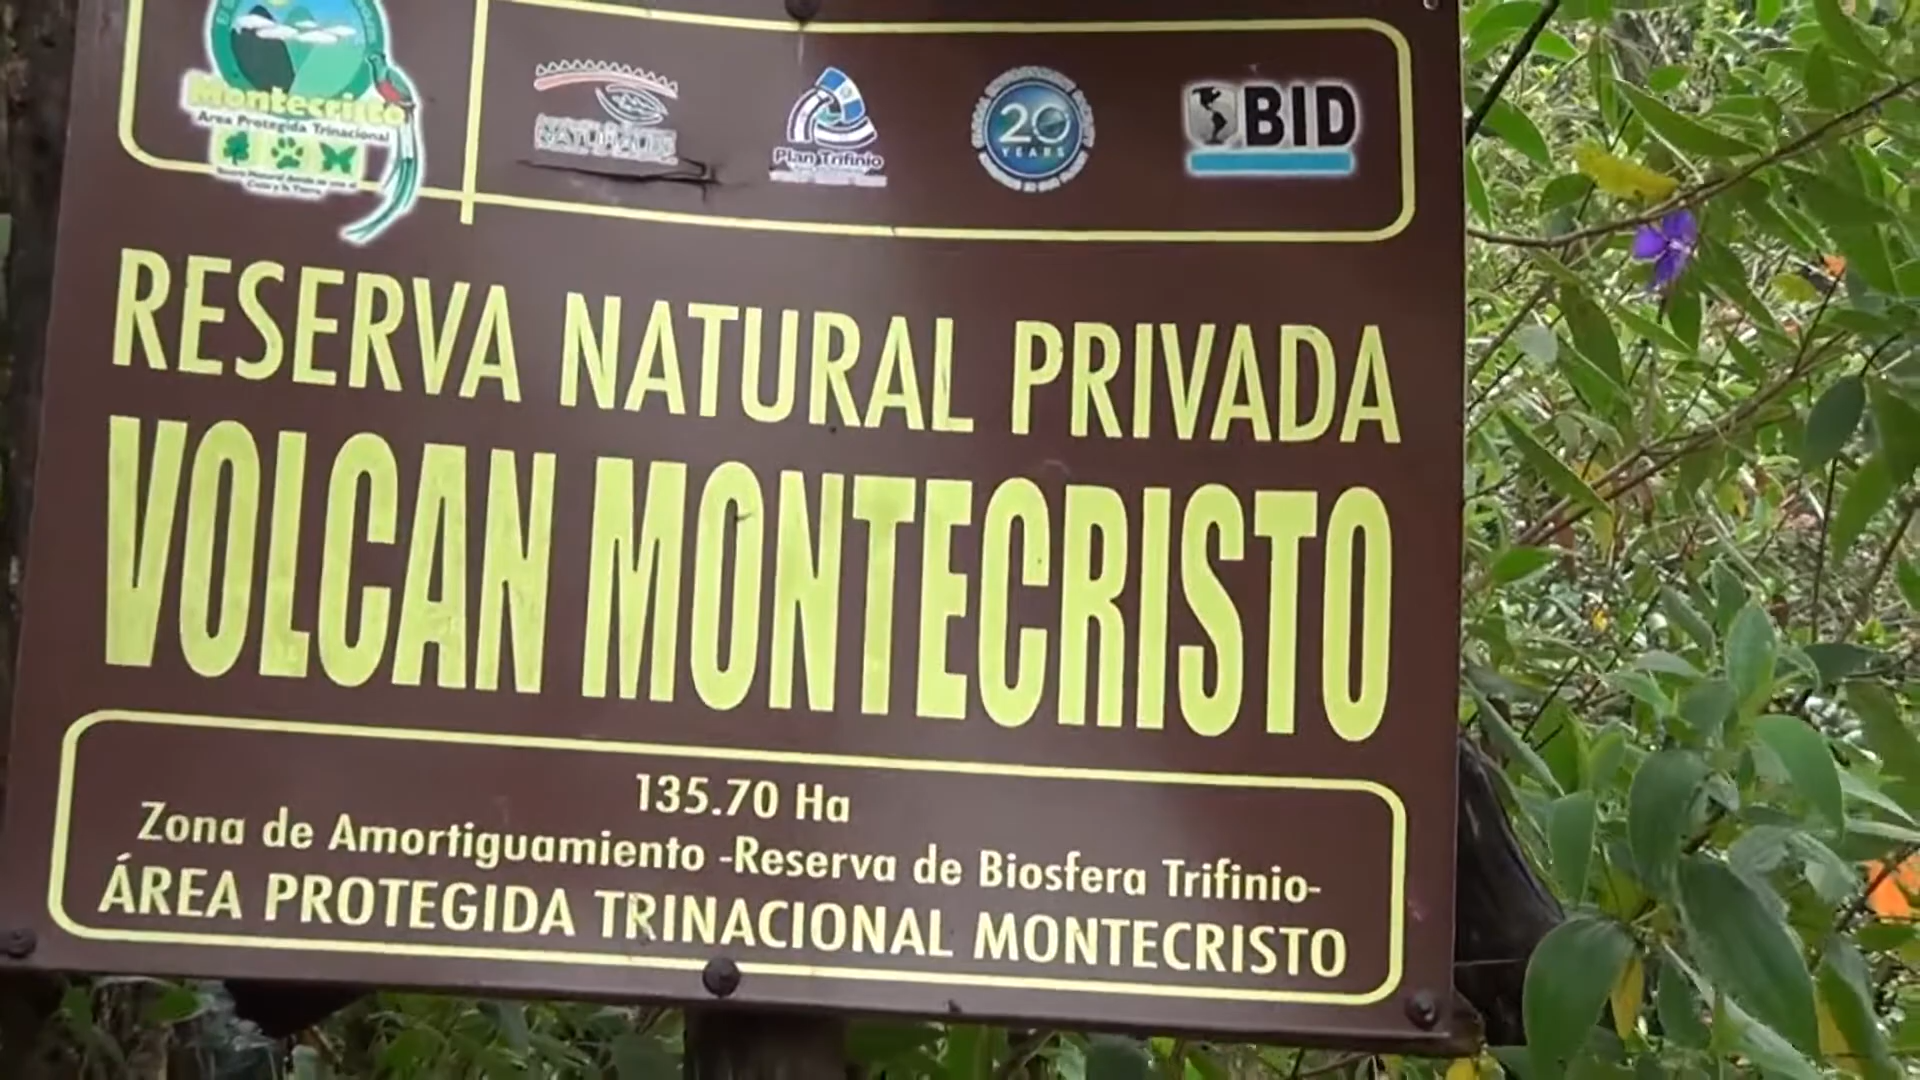 Montecristo
Area Protegida Trinacional
Plan Trifinio
20
YEARS
BID
RESERVA NATURAL PRIVADA
VOLCAN MONTECRISTO
135.70 Ha
Zona de Amortiguamiento -Reserva de Biosfera Trifinio-
ÁREA PROTEGIDA TRINACIONAL MONTECRISTO